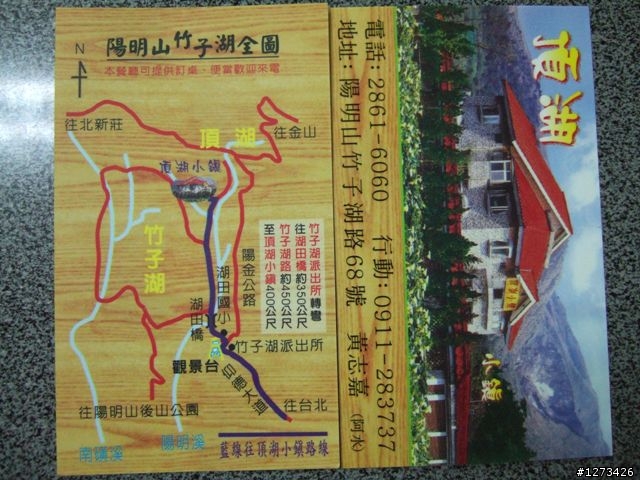 陽明山竹子湖全圖
本餐廳可提供訂桌、便當歡迎來電
N
往北新莊
頂湖
往金山
頂湖小鎮
竹子湖
陽金公路
竹子湖派出所轉彎
往湖田橋約350公尺
竹子湖路約450公尺
至頂湖小鎮400公尺
湖田國小
湖田橋
竹子湖派出所
觀景台
仰德大道
往台北
往陽明山後山公園
南磺溪
陽明溪
藍線往頂湖小鎮路線
電話：2861-6060 行動：0911-283737
地址：陽明山竹子湖路68號 黃志嘉 (阿水)
頂湖
小鎮
#1273426